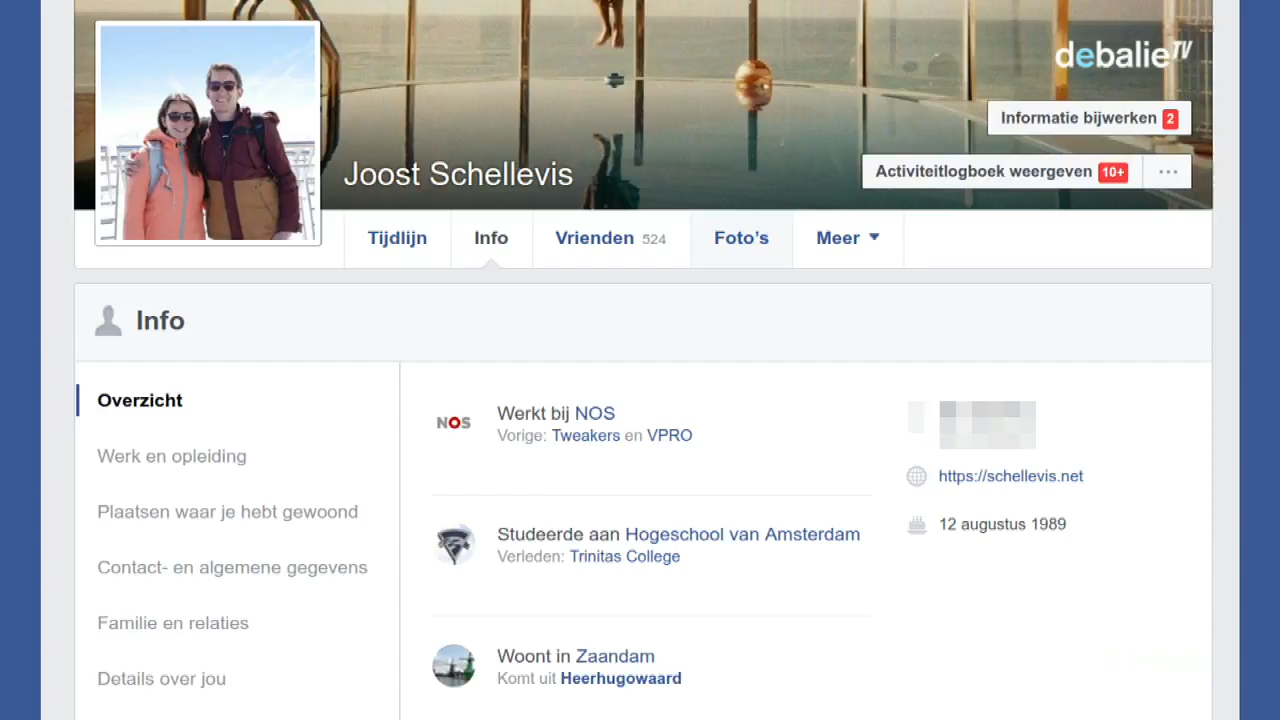 debalieTV
Informatie bijwerken 2
Joost Schellevis
Activiteitlogboek weergeven 10+ ...
Tijdlijn Info Vrienden 524 Foto's Meer
Info
Overzicht
Werk en opleiding
Plaatsen waar je hebt gewoond
Contact- en algemene gegevens
Familie en relaties
Details over jou
NOS
Werkt bij NOS
Vorige: Tweakers en VPRO
Studeerde aan Hogeschool van Amsterdam
Verleden: Trinitas College
Woont in Zaandam
Komt uit Heerhugowaard
https://schellevis.net
12 augustus 1989